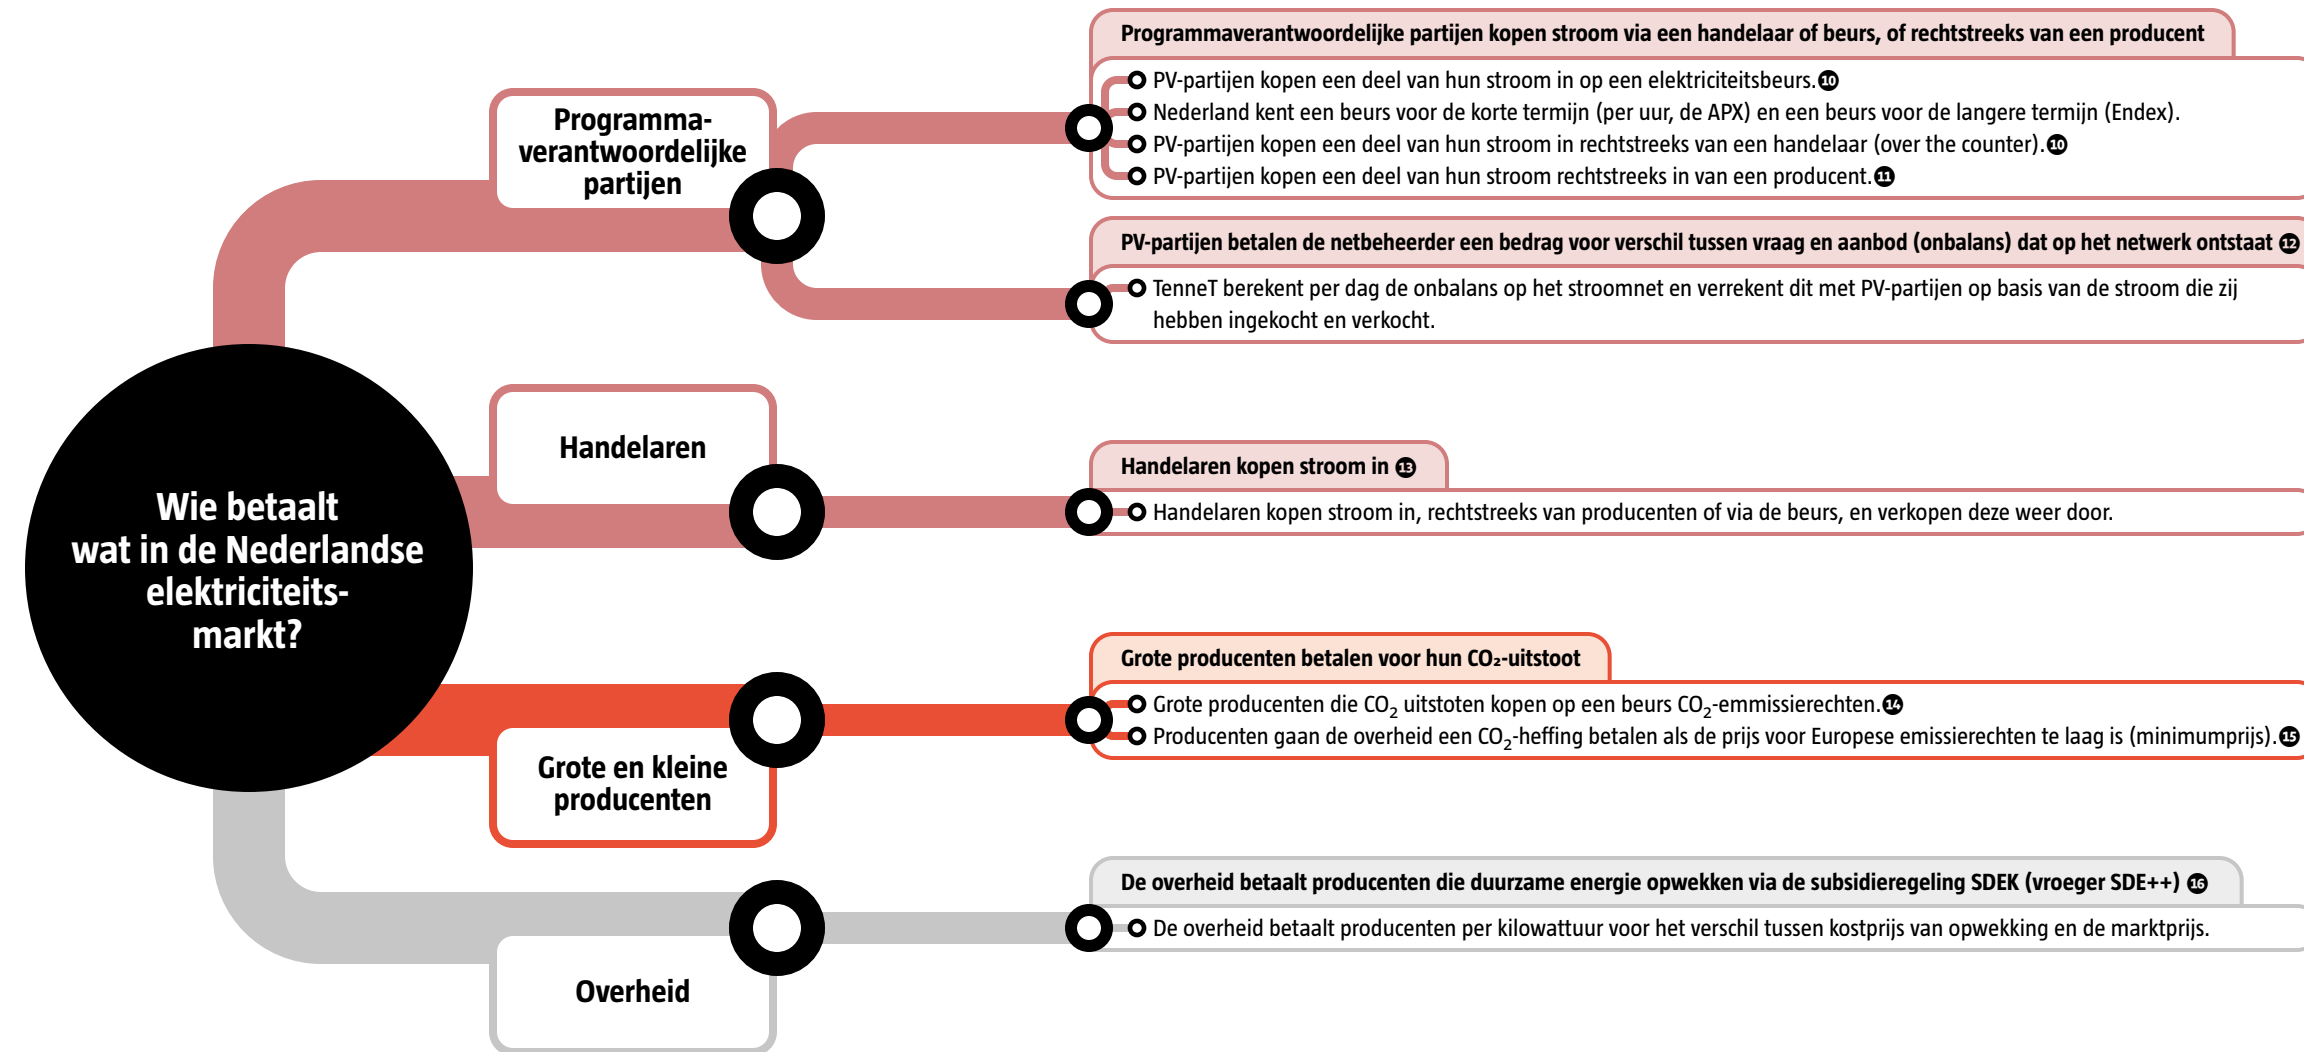 Wie betaalt
wat in de Nederlandse
elektriciteits-
markt?
Programma-
verantwoordelijke
partijen
Programmaverantwoordelijke partijen kopen stroom via een handelaar of beurs, of rechtstreeks van een producent
PV-partijen kopen een deel van hun stroom in op een elektriciteitsbeurs.⓾
Nederland kent een beurs voor de korte termijn (per uur, de APX) en een beurs voor de langere termijn (Endex).
PV-partijen kopen een deel van hun stroom in rechtstreeks van een handelaar (over the counter).⓾
PV-partijen kopen een deel van hun stroom rechtstreeks in van een producent.⓫
PV-partijen betalen de netbeheerder een bedrag voor verschil tussen vraag en aanbod (onbalans) dat op het netwerk ontstaat ⓬
TenneT berekent per dag de onbalans op het stroomnet en verrekent dit met PV-partijen op basis van de stroom die zij
hebben ingekocht en verkocht.
Handelaren
Handelaren kopen stroom in ⓭
Handelaren kopen stroom in, rechtstreeks van producenten of via de beurs, en verkopen deze weer door.
Grote en kleine
producenten
Grote producenten betalen voor hun CO₂-uitstoot
Grote producenten die CO₂ uitstoten kopen op een beurs CO₂-emmissierechten.⓮
Producenten gaan de overheid een CO₂-heffing betalen als de prijs voor Europese emissierechten te laag is (minimumprijs).⓯
Overheid
De overheid betaalt producenten die duurzame energie opwekken via de subsidieregeling SDEK (vroeger SDE++) ⓰
De overheid betaalt producenten per kilowattuur voor het verschil tussen kostprijs van opwekking en de marktprijs.